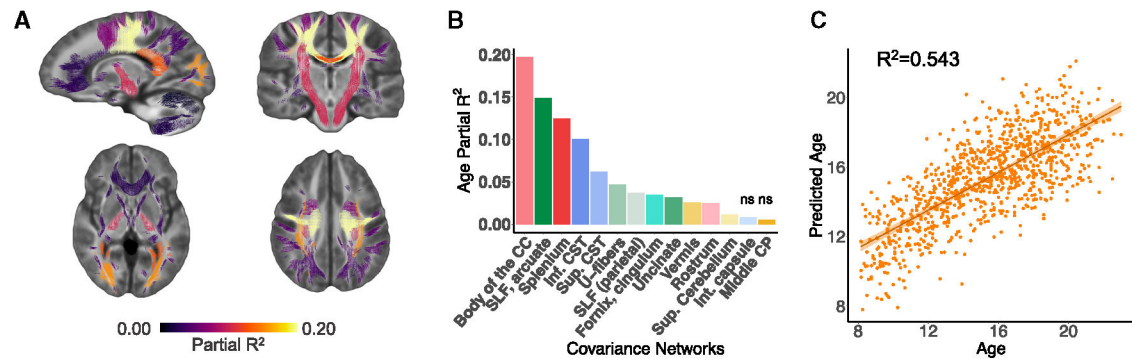 A
0.00
0.20
Partial R²
B
Age Partial R²
0.20
0.15
0.10
0.05
0.00
ns ns
Body of the CC
SLF, arcuate
Splenium
Inf. CST
Sup. CST
U-fibers
SLF (parietal)
Fornix, cingulum
Uncinate
Vermis
Rostrum
Sup. Cerebellum
Int. capsule
Middle CP
Covariance Networks
C
R²=0.543
Predicted Age
20
16
12
8
8
12
16
20
Age